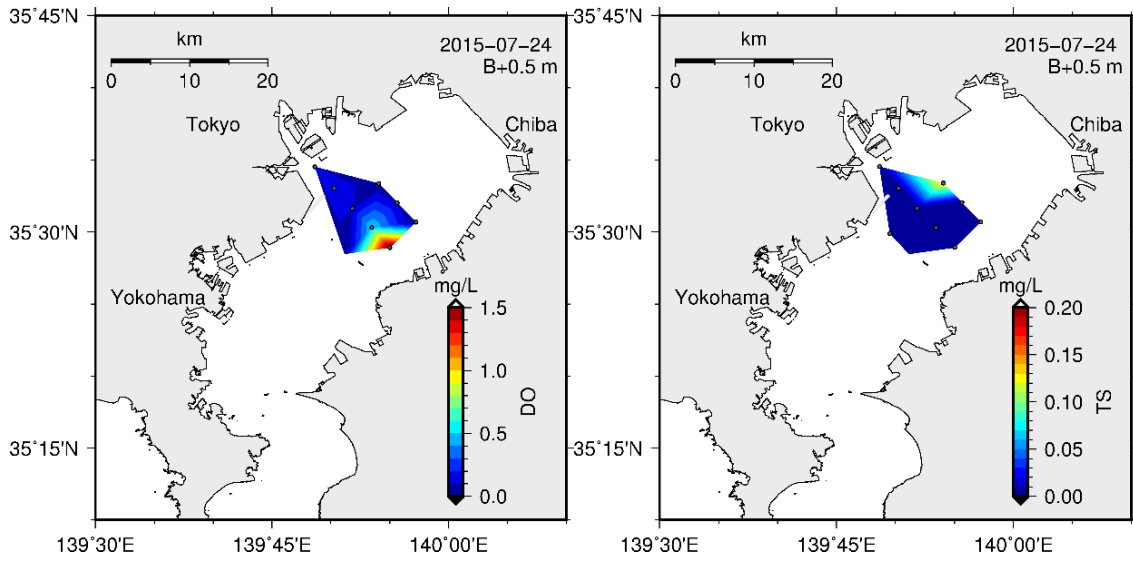 35°45'N
km
0 10 20
2015-07-24
B+0.5 m
Tokyo
Chiba
35°30'N
Yokohama
mg/L
1.5
1.0
0.5
0.0
DO
35°15'N
139°30'E 139°45'E 140°00'E
35°45'N
km
0 10 20
2015-07-24
B+0.5 m
Tokyo
Chiba
35°30'N
Yokohama
mg/L
0.20
0.15
0.10
0.05
0.00
TS
35°15'N
139°30'E 139°45'E 140°00'E